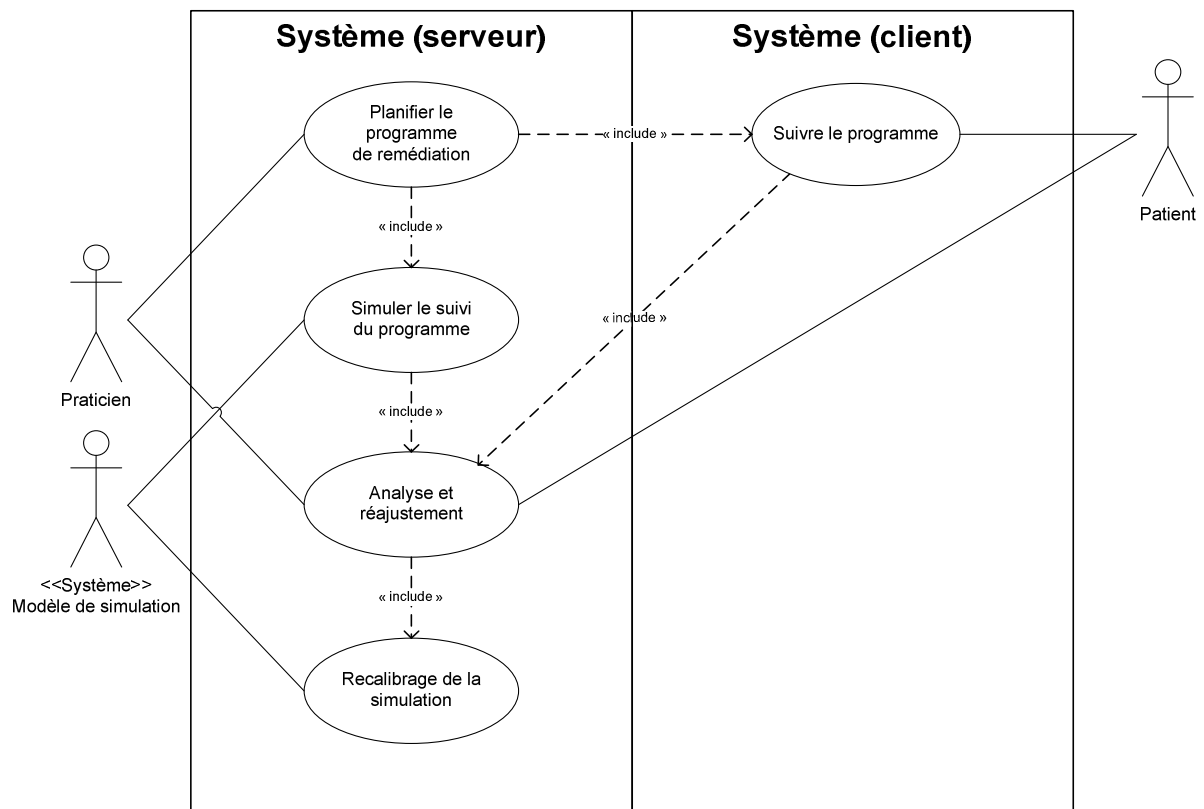 Système (serveur)
Système (client)
Planifier le
programme
de remédiation
« include »
Suivre le programme
Patient
« include »
Praticien
Simuler le suivi
du programme
« include »
« include »
<<Système>>
Modèle de simulation
Analyse et
réajustement
« include »
Recalibrage de la
simulation